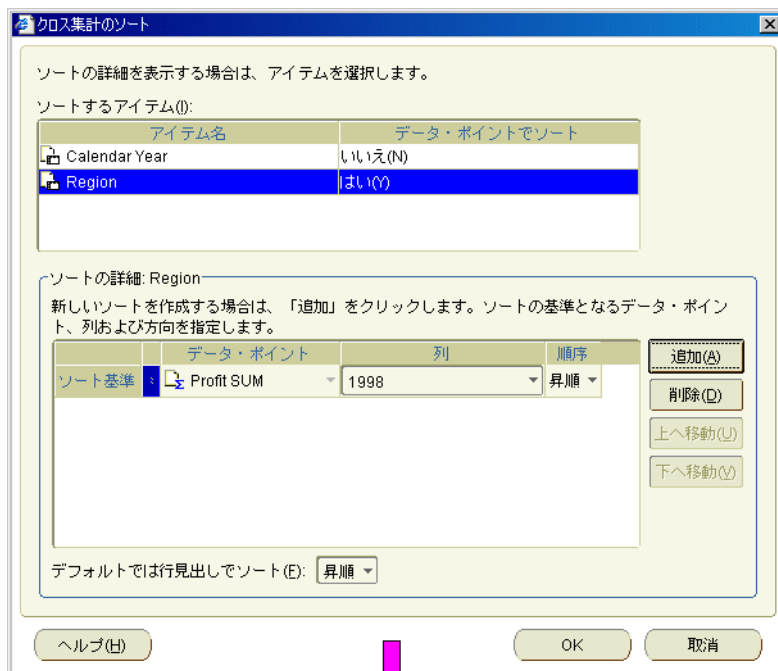 クロス集計のソート
ソートの詳細を表示する場合は、アイテムを選択します。
ソートするアイテム(I):
アイテム名 データ・ポイントでソート
Calendar Year いいえ(N)
Region はい(Y)
ソートの詳細: Region
新しいソートを作成する場合は、「追加」をクリックします。ソートの基準となるデータ・ポイン
ト、列および方向を指定します。
データ・ポイント 列 順序
ソート基準 Profit SUM 1998 昇順
追加(A)
削除(D)
上へ移動(U)
下へ移動(V)
デフォルトでは行見出しでソート(F): 昇順
ヘルプ(H) OK 取消